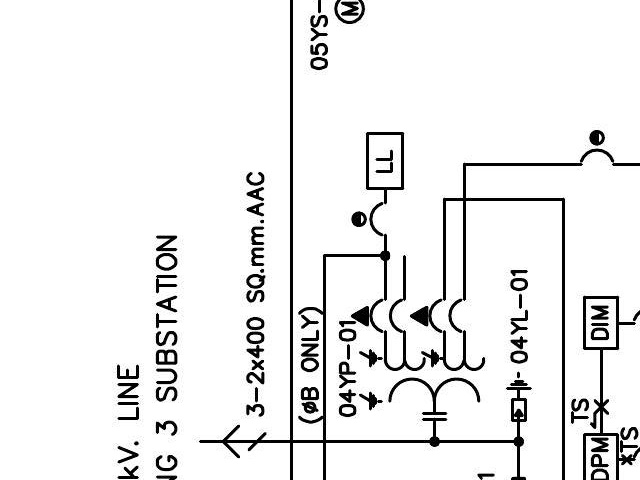 kV. LINE
NG 3 SUBSTATION
3-2x400 SQ.mm.AAC
(øB ONLY)
04YP-01
05YS-
M
LL
04YL-01
DIM
TS
DPM
TS
1